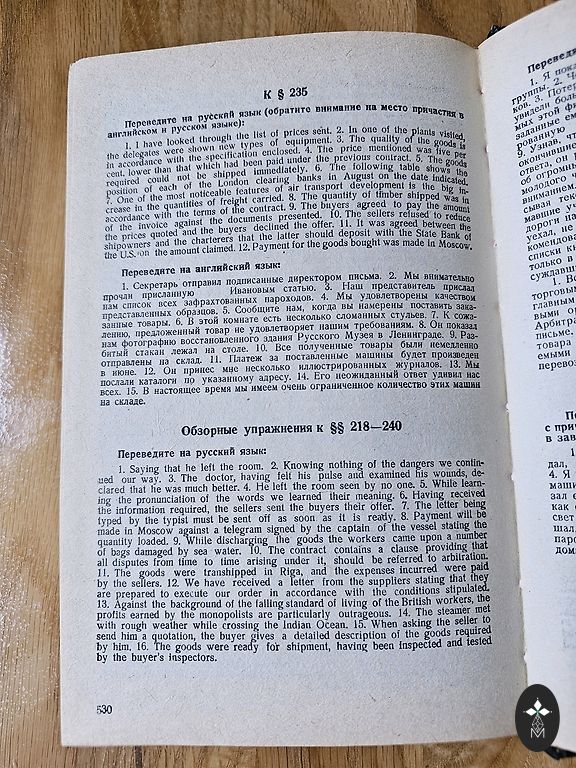 К § 235
Переведите на русский язык (обратите внимание на место причастия в
английском и русском языке):
1. I have looked through the list of prices sent. 2. In one of the plants visited,
the delegates were shown new types of equipment. 3. The quality of the goods is
in accordance with the specification enclosed. 4. The price mentioned was five per
cent. lower than that which had been paid under the previous contract. 5. The goods
required could not be shipped immediately. 6. The following table shows the
position of each of the London clearing banks in August on the date indicated.
7. One of the most noticeable features of air transport development is the big in-
crease in the quantities of freight carried. 8. The quantity of timber shipped was in
accordance with the terms of the contract. 9. The buyers agreed to pay the amount
of the invoice against the documents presented. 10. The sellers refused to reduce
the prices quoted and the buyers declined the offer. 11. It was agreed between the
shipowners and the charterers that the latter should deposit with the State Bank of
the U.S. on the amount claimed. 12. Payment for the goods bought was made in Moscow.
Переведите на английский язык:
1. Секретарь отправил подписанные директором письма. 2. Мы внимательно
прочли присланную Ивановым статью. 3. Наш представитель прислал
нам список всех зафрахтованных пароходов. 4. Мы удовлетворены качеством
представленных образцов. 5. Сообщите нам, когда вы намерены отправить зака-
занные товары. 6. В этой комнате есть несколько сломанных стульев. 7. К сожа-
лению, предложенный товар не удовлетворяет нашим требованиям. 8. Он показал
нам фотографию восстановленного здания Русского Музея в Ленинграде. 9. Раз-
битый стакан лежал на столе. 10. Все полученные товары были немедленно
отправлены на склад. 11. Платеж за поставленные машины будет произведен
в июне. 12. Он принес мне несколько иллюстрированных журналов. 13. Мы
послали каталоги по указанному адресу. 14. Его неожиданный ответ удивил нас
всех. 15. В настоящее время мы имеем очень ограниченное количество этих машин
на складе.
Обзорные упражнения к §§ 218—240
Переведите на русский язык:
1. Saying that he left the room. 2. Knowing nothing of the dangers we contin-
ued our way. 3. The doctor, having felt his pulse and examined his wounds, de-
clared that he was much better. 4. He left the room seen by no one. 5. While learn-
ing the pronunciation of the words we learned their meaning. 6. Having received
the information required, the sellers sent the buyers their offer. 7. The letter being
typed by the typist must be sent off as soon as it is ready. 8. Payment will be
made in Moscow against a telegram signed by the captain of the vessel stating the
quantity loaded. 9. While discharging the goods the workers came upon a number
of bags damaged by sea water. 10. The contract contains a clause providing that
all disputes from time to time arising under it, should be referred to arbitration.
11. The goods were transhipped in Riga, and the expenses incurred were paid
by the sellers. 12. We have received a letter from the suppliers stating that they
are prepared to execute our order in accordance with the conditions stipulated.
13. Against the background of the falling standard of living of the British workers, the
profits earned by the monopolists are particularly outrageous. 14. The steamer met
with rough weather while crossing the Indian Ocean. 15. When asking the seller to
send him a quotation, the buyer gives a detailed description of the goods required
by him. 16. The goods were ready for shipment, having been inspected and tested
by the buyer's inspectors.
530